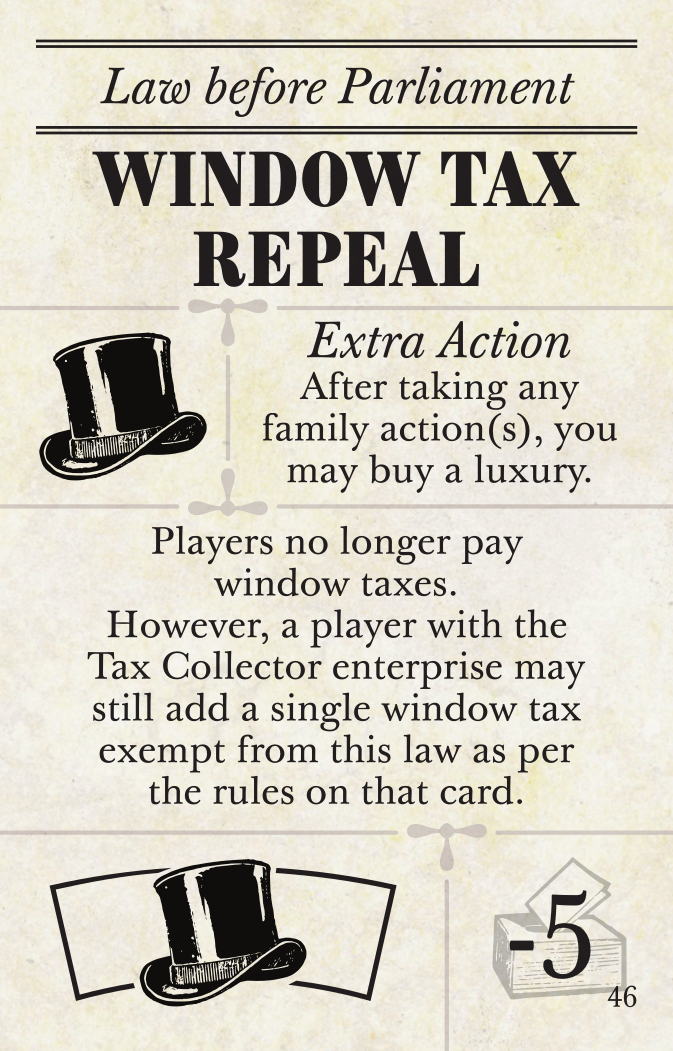 Law before Parliament
WINDOW TAX
REPEAL
Extra Action
After taking any
family action(s), you
may buy a luxury.
Players no longer pay
window taxes.
However, a player with the
Tax Collector enterprise may
still add a single window tax
exempt from this law as per
the rules on that card.
-5
46